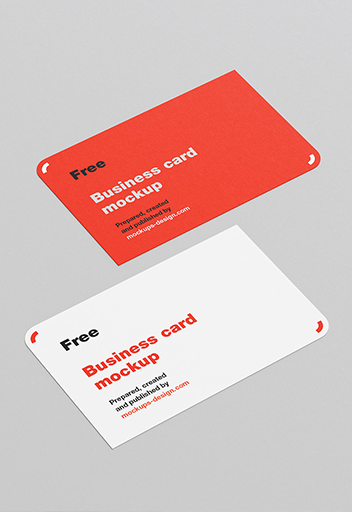 Free
Business card
mockup
Prepared, created
and published by
mockups-design.com
Free
Business card
mockup
Prepared, created
and published by
mockups-design.com